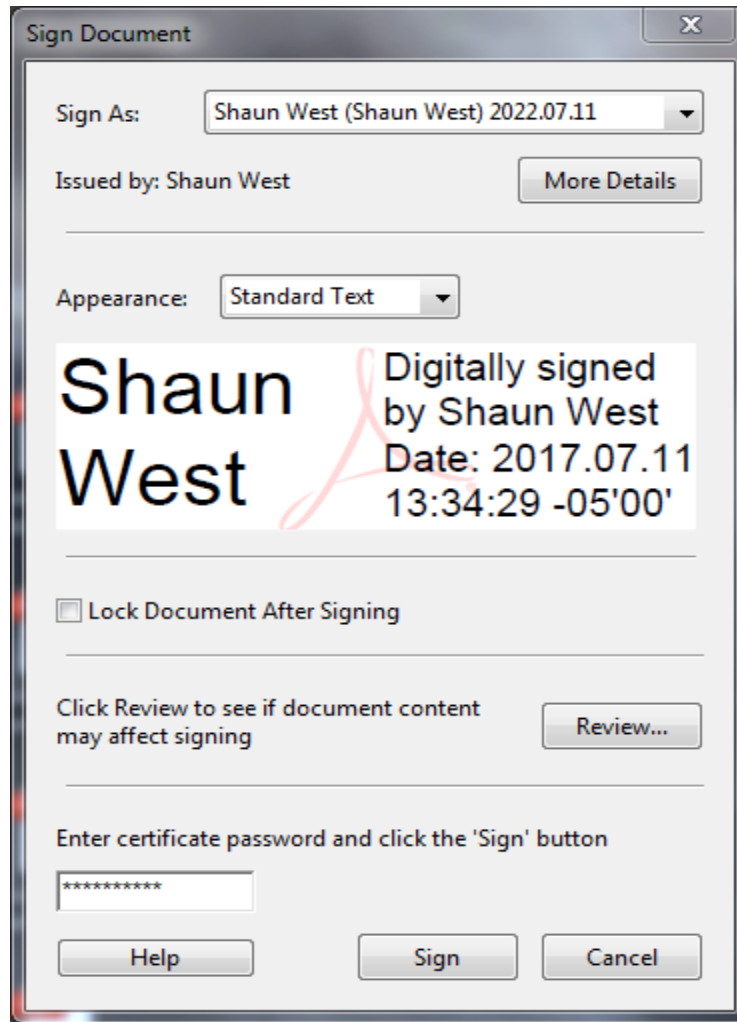 Sign Document
X
Sign As:
Shaun West (Shaun West) 2022.07.11
Issued by: Shaun West
More Details
Appearance:
Standard Text
Shaun
West
Digitally signed
by Shaun West
Date: 2017.07.11
13:34:29 -05'00'
Lock Document After Signing
Click Review to see if document content
may affect signing
Review...
Enter certificate password and click the 'Sign' button
**********
Help
Sign
Cancel